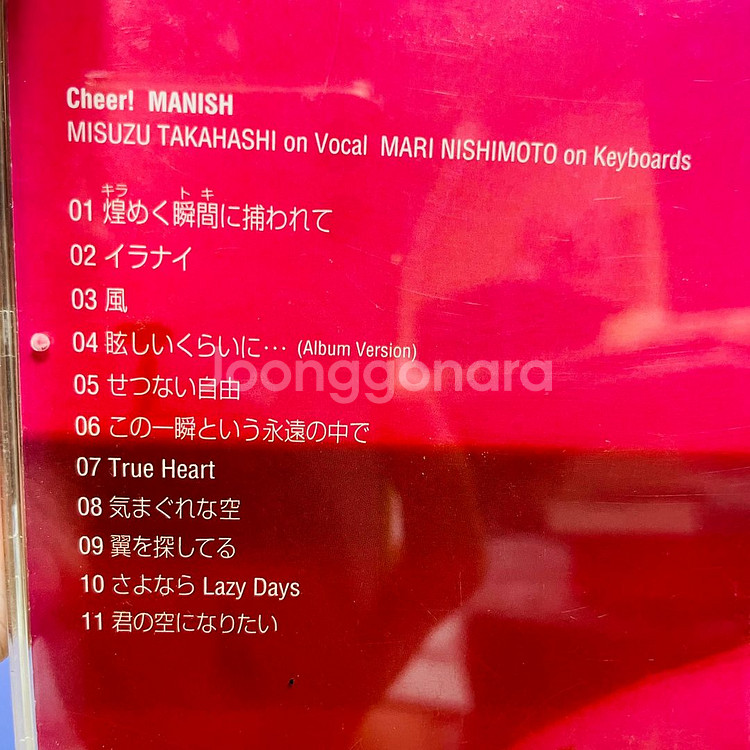 Cheer! MANISH
MISUZU TAKAHASHI on Vocal MARI NISHIMOTO on Keyboards
キラ トキ
01 煌めく瞬間に捕われて
02 イラナイ
03 風
04 眩しいくらいに… (Album Version)
joonggonara
05 せつない自由
06 この一瞬という永遠の中で
07 True Heart
08 気まぐれな空
09 翼を探してる
10 さよなら Lazy Days
11 君の空になりたい